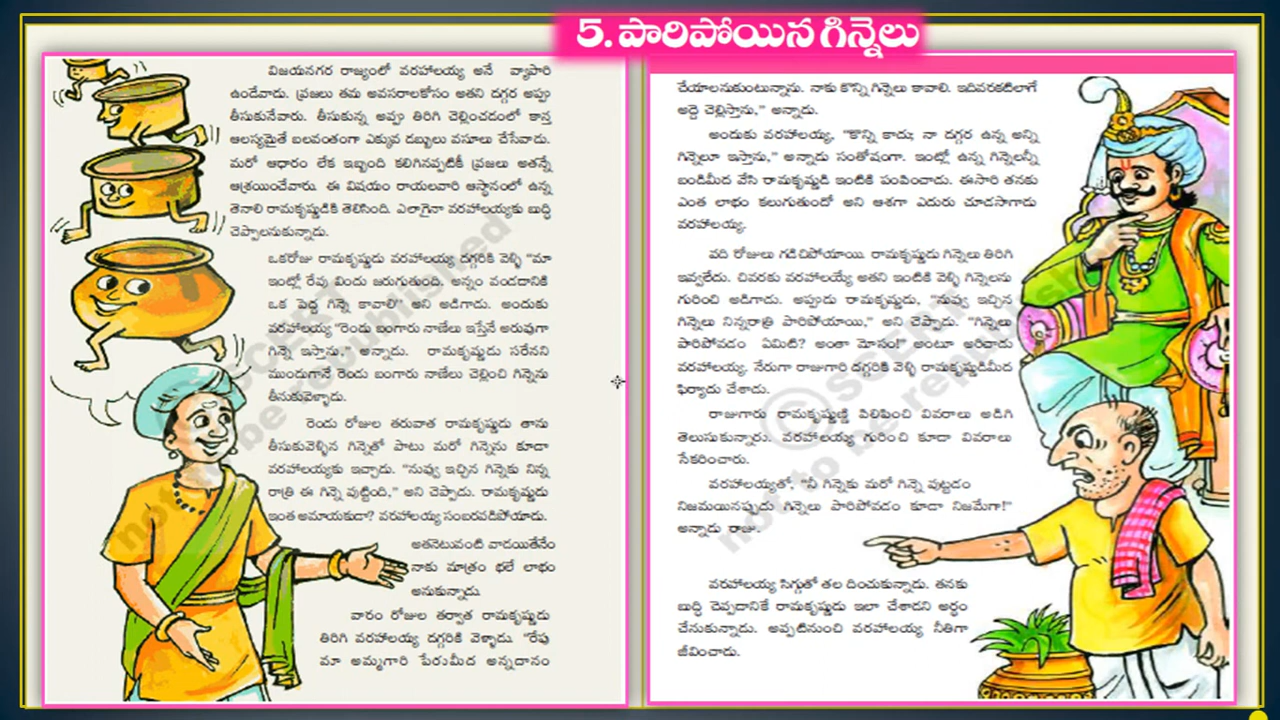 5. పారిపోయిన గిన్నెలు
విజయనగర రాజ్యంలో వరహాలయ్య అనే వ్యాపారి
ఉండేవాడు. ప్రజలు తమ అవసరాలకోసం అతని దగ్గర అప్పు
తీసుకునేవారు. తీసుకున్న అప్పు తిరిగి చెల్లించడంలో కాస్త
ఆలస్యమైతే బలవంతంగా ఎక్కువ డబ్బులు వసూలు చేసేవాడు.
మరో ఆధారం లేక ఇబ్బంది కలిగినప్పటికీ ప్రజలు అతన్నే
ఆశ్రయించేవారు. ఈ విషయం రాయలవారి ఆస్థానంలో ఉన్న
తెనాలి రామకృష్ణుడికి తెలిసింది. ఎలాగైనా వరహాలయ్యకు బుద్ధి
చెప్పాలనుకున్నాడు.
ఒకరోజు రామకృష్ణుడు వరహాలయ్య దగ్గరికి వెళ్ళి "మా
ఇంట్లో రేపు విందు జరుగుతుంది. అన్నం వండడానికి
ఒక పెద్ద గిన్నె కావాలి" అని అడిగాడు. అందుకు
వరహాలయ్య "రెండు బంగారు నాణేలు ఇస్తేనే అరువుగా
గిన్నె ఇస్తాను," అన్నాడు. రామకృష్ణుడు సరేనని
ముందుగానే రెండు బంగారు నాణేలు చెల్లించి గిన్నెను
తీసుకువెళ్ళాడు.
రెండు రోజుల తరువాత రామకృష్ణుడు తాను
తీసుకువెళ్లిన గిన్నెతో పాటు మరో గిన్నెను కూడా
వరహాలయ్యకు ఇచ్చాడు. "నువ్వు ఇచ్చిన గిన్నెకు నిన్న
రాత్రి ఈ గిన్నె పుట్టింది," అని చెప్పాడు. రామకృష్ణుడు
ఇంత అమాయకుడా? వరహాలయ్య సంబరపడిపోయాడు.
అతనెటువంటి వాడయితేనేం
నాకు మాత్రం భలే లాభం
అనుకున్నాడు.
వారం రోజుల తర్వాత రామకృష్ణుడు
తిరిగి వరహాలయ్య దగ్గరికి వెళ్ళాడు. "రేపు
మా అమ్మగారి పేరుమీద అన్నదానం
చేయాలనుకుంటున్నాను. నాకు కొన్ని గిన్నెలు కావాలి. ఇదివరకటిలాగే
అద్దె చెల్లిస్తాను," అన్నాడు.
అందుకు వరహాలయ్య, "కొన్ని కాదు; నా దగ్గర ఉన్న అన్ని
గిన్నెలూ ఇస్తాను," అన్నాడు సంతోషంగా. ఇంట్లో ఉన్న గిన్నెలన్నీ
బండిమీద వేసి రామకృష్ణుడి ఇంటికి పంపించాడు. ఈసారి తనకు
ఎంత లాభం కలుగుతుందో అని ఆశగా ఎదురు చూడసాగాడు
వరహాలయ్య.
పది రోజులు గడిచిపోయాయి. రామకృష్ణుడు గిన్నెలు తిరిగి
ఇవ్వలేదు. చివరకు వరహాలయ్యే అతని ఇంటికి వెళ్ళి గిన్నెలను
గురించి అడిగాడు. అప్పుడు రామకృష్ణుడు, "నువ్వు ఇచ్చిన
గిన్నెలు నిన్నరాత్రి పారిపోయాయి," అని చెప్పాడు. "గిన్నెలు
పారిపోవడం ఏమిటి? అంతా మోసం!" అంటూ అరిచాడు
వరహాలయ్య. నేరుగా రాజుగారి దగ్గరికి వెళ్ళి రామకృష్ణుడిమీద
ఫిర్యాదు చేశాడు.
రాజుగారు రామకృష్ణుణ్ణి పిలిపించి వివరాలు అడిగి
తెలుసుకున్నారు. వరహాలయ్య గురించి కూడా వివరాలు
సేకరించారు.
వరహాలయ్యతో, "నీ గిన్నెకు మరో గిన్నె పుట్టడం
నిజమయినప్పుడు గిన్నెలు పారిపోవడం కూడా నిజమేగా!"
అన్నాడు రాజు.
వరహాలయ్య సిగ్గుతో తల దించుకున్నాడు. తనకు
బుద్ధి చెప్పడానికే రామకృష్ణుడు ఇలా చేశాడని అర్థం
చేసుకున్నాడు. అప్పటినుంచి వరహాలయ్య నీతిగా
జీవించాడు.
© SCERT
not to be republished